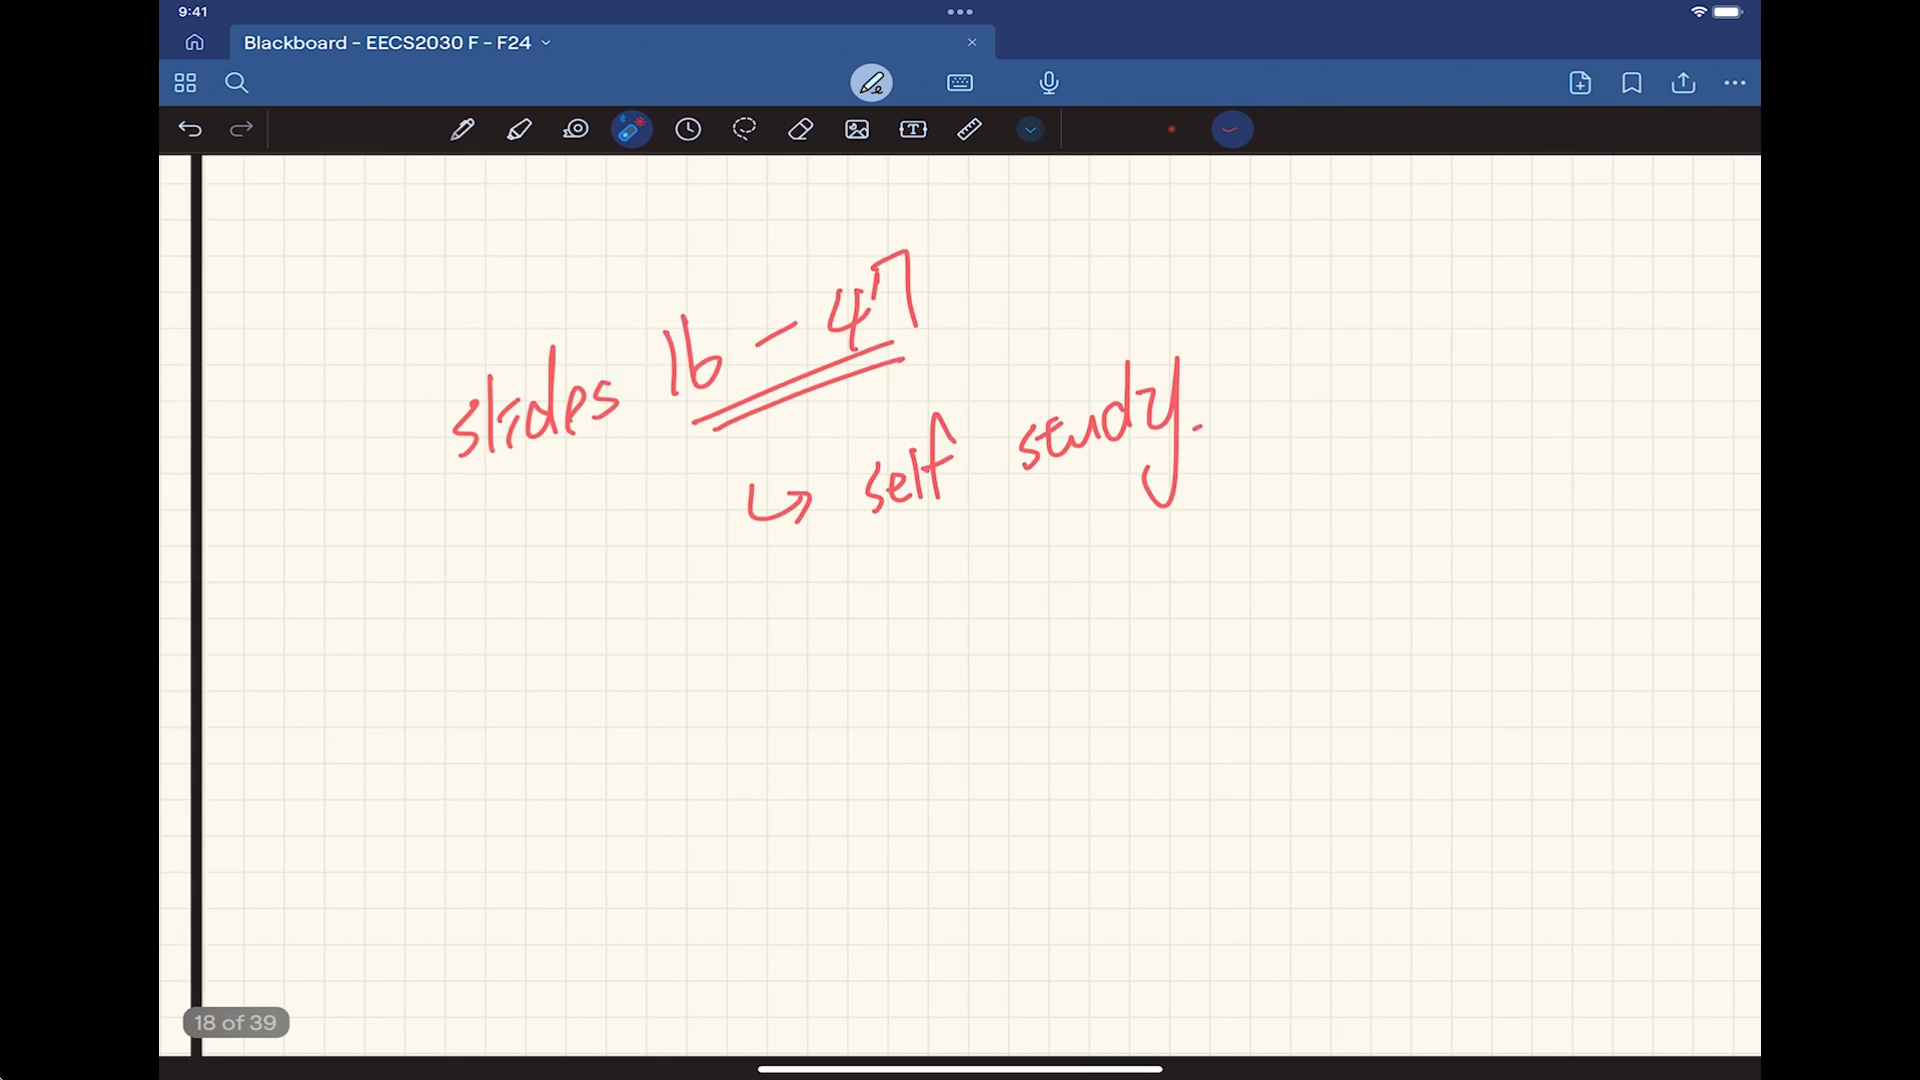 9:41
Blackboard - EECS2030 F - F24
slides 16 - 47
↳ self study.
18 of 39